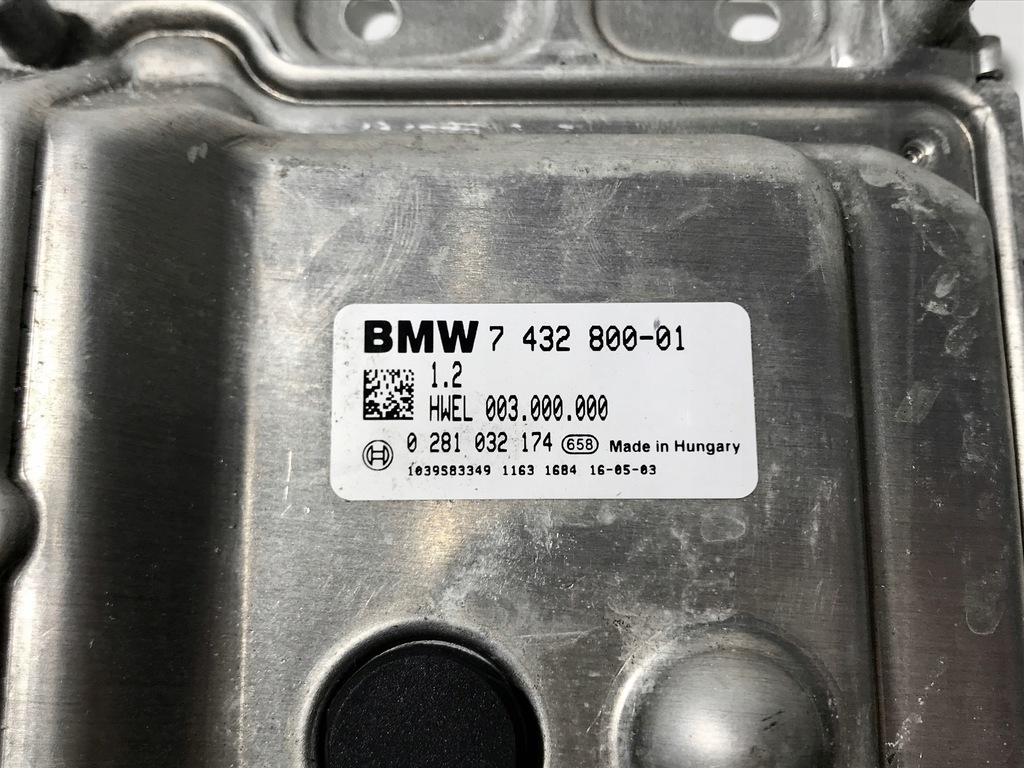 BMW 7 432 800-01
1.2
HWEL 003.000.000
0 281 032 174 658 Made in Hungary
1039S83349 1163 1684 16-05-03